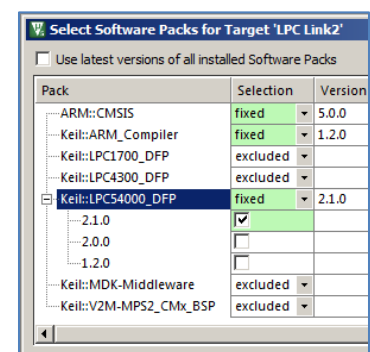 Select Software Packs for Target 'LPC Link2'
Use latest versions of all installed Software Packs
Pack Selection Version
ARM::CMSIS fixed 5.0.0
Keil::ARM_Compiler fixed 1.2.0
Keil::LPC1700_DFP excluded
Keil::LPC4300_DFP excluded
Keil::LPC54000_DFP fixed 2.1.0
2.1.0
2.0.0
1.2.0
Keil::MDK-Middleware excluded
Keil::V2M-MPS2_CMx_BSP excluded